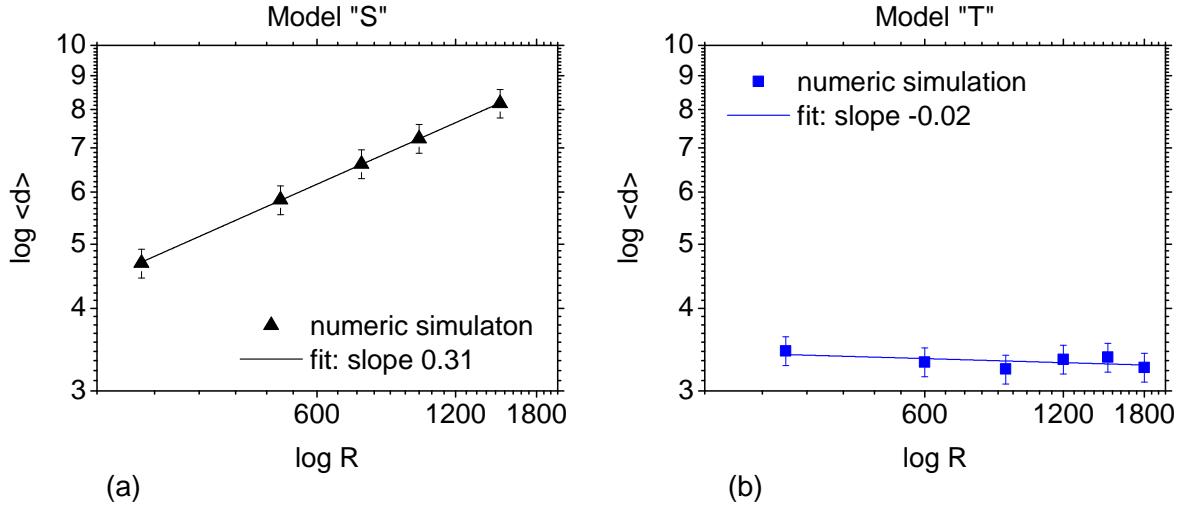 Model "S"
10
9
8
7
6
5
4
3
log <d>
numeric simulaton
fit: slope 0.31
600
1200
1800
log R
(a)
Model "T"
10
9
8
7
6
5
4
3
log <d>
numeric simulation
fit: slope -0.02
600
1200
1800
log R
(b)